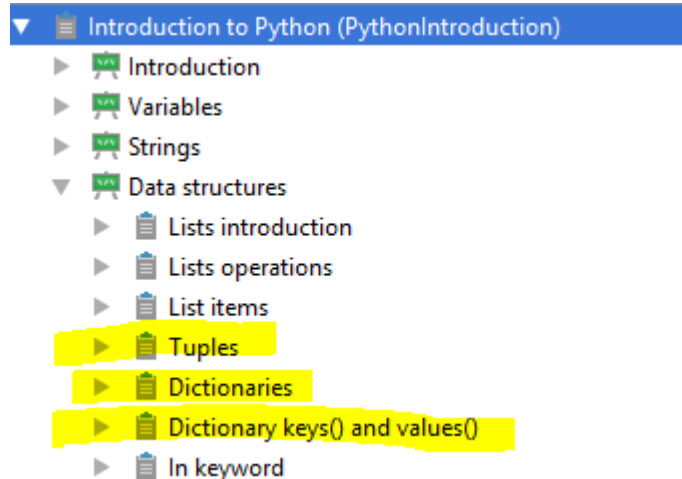 Introduction to Python (PythonIntroduction)
Introduction
Variables
Strings
Data structures
Lists introduction
Lists operations
List items
Tuples
Dictionaries
Dictionary keys() and values()
In keyword